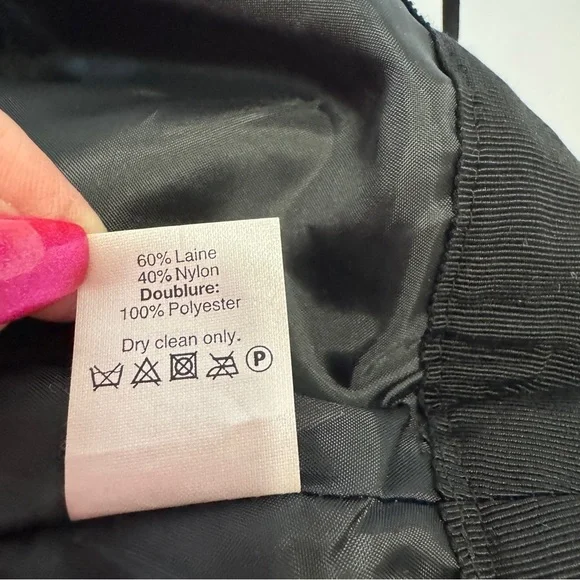 60% Laine
40% Nylon
Doublure:
100% Polyester
Dry clean only.
P